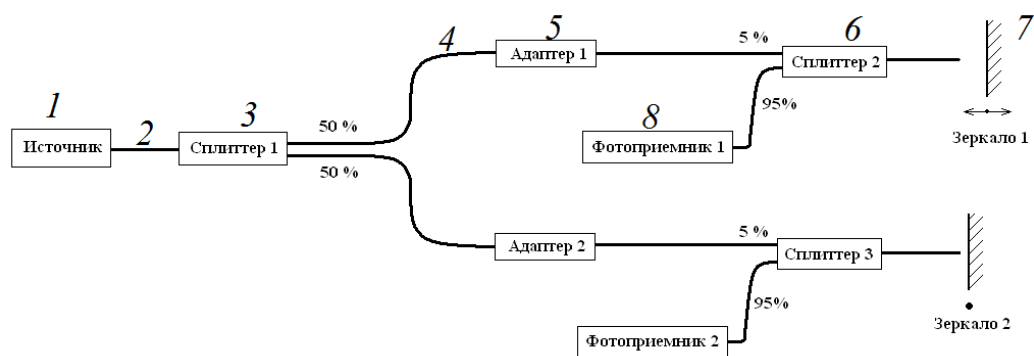 1
2
3
4
5
6
7
8
Источник
Сплиттер 1
50 %
50 %
Адаптер 1
5 %
Сплиттер 2
95%
Фотоприемник 1
Зеркало 1
Адаптер 2
5 %
Сплиттер 3
95%
Фотоприемник 2
Зеркало 2